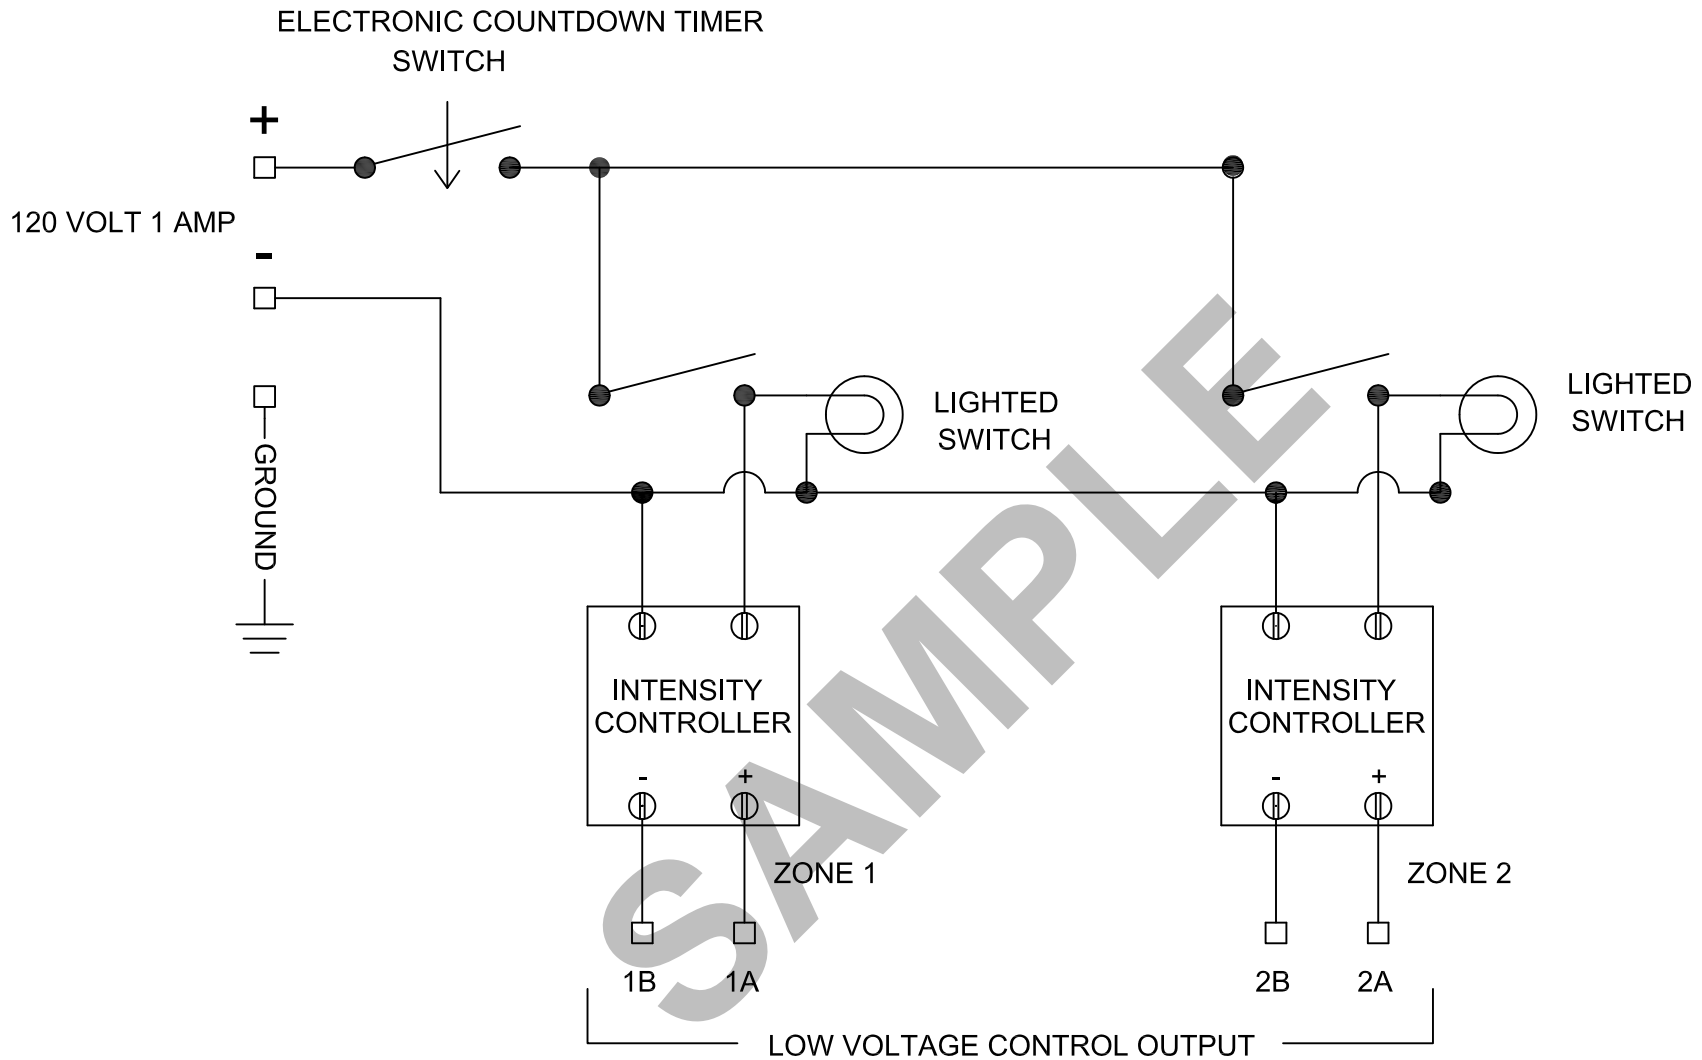 ELECTRONIC COUNTDOWN TIMER
SWITCH
+
120 VOLT 1 AMP
-
GROUND
LIGHTED
SWITCH
LIGHTED
SWITCH
INTENSITY
CONTROLLER
- +
INTENSITY
CONTROLLER
- +
ZONE 1
ZONE 2
1B 1A
2B 2A
LOW VOLTAGE CONTROL OUTPUT
SAMPLE